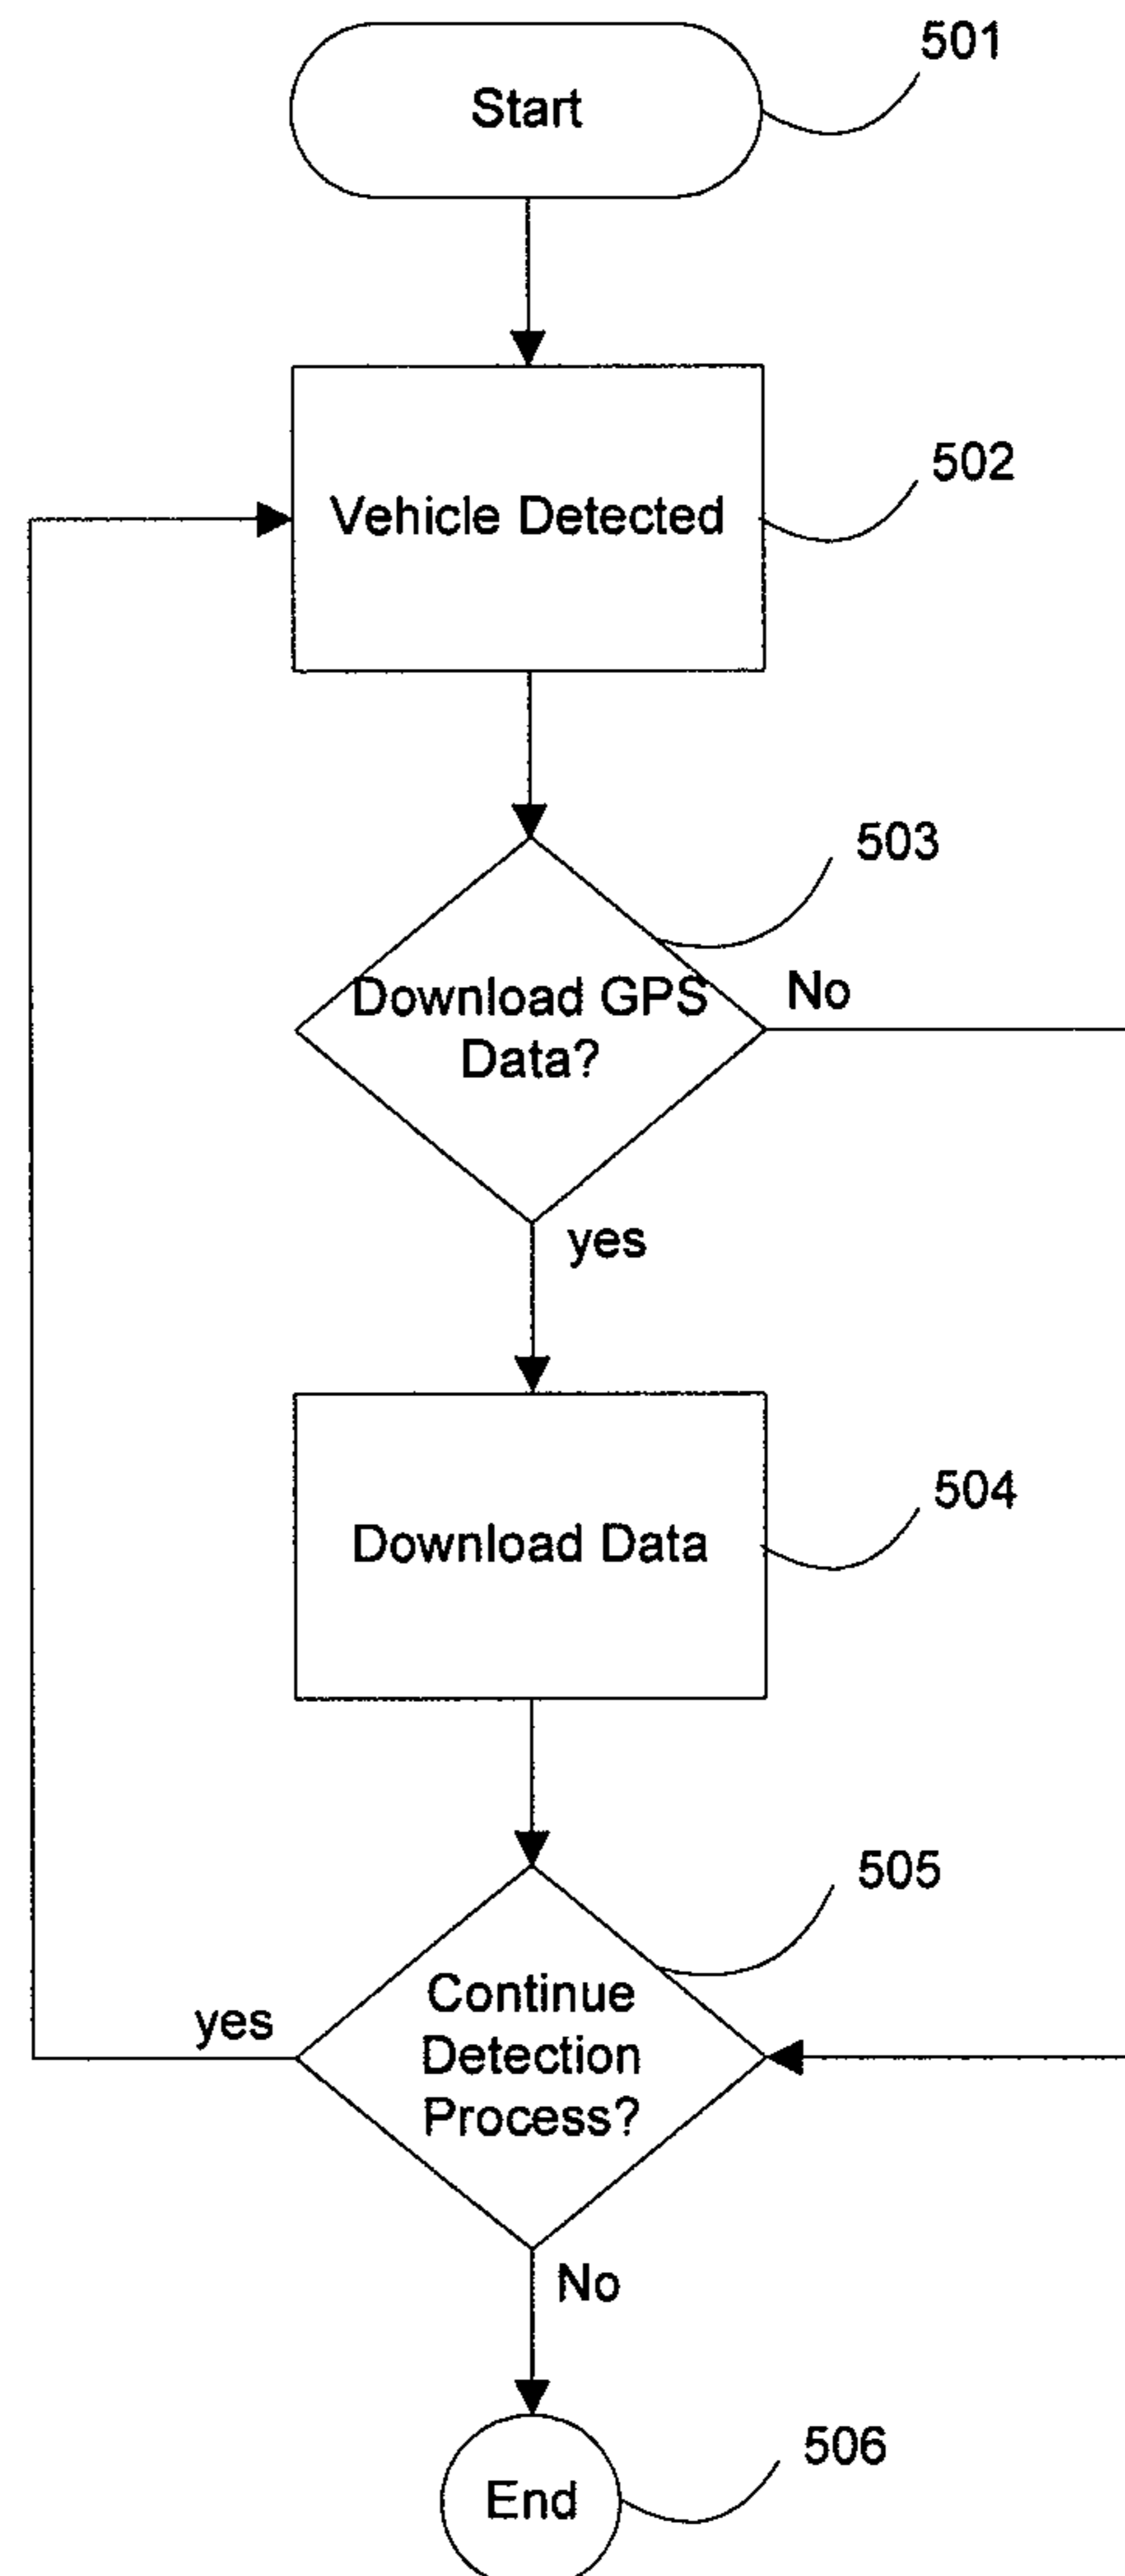 Start
501
Vehicle Detected
502
503
Download GPS
Data?
No
yes
Download Data
504
505
Continue
Detection
Process?
yes
No
End
506